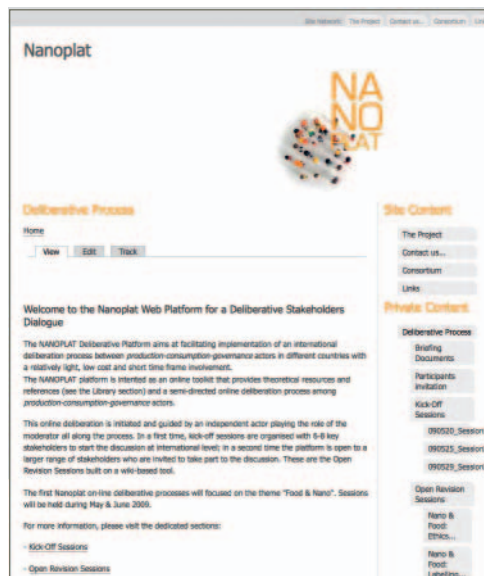 Site Network: The Project Contact us... Consortium
Nanoplat
NA
NO
PLAT
Deliberative Process
Home
View Edit Track
Welcome to the Nanoplat Web Platform for a Deliberative Stakeholders
Dialogue
The NANOPLAT Deliberative Platform aims at facilitating implementation of an international
deliberation process between production-consumption-governance actors in different countries with
a relatively light, low cost and short time frame involvement.
The NANOPLAT platform is intented as an online toolkit that provides theoretical resources and
references (see the Library section) and a semi-directed online deliberation process among
production-consumption-governance actors.
This online deliberation is initiated and guided by an independent actor playing the role of the
moderator all along the process. In a first time, kick-off sessions are organised with 6-8 key
stakeholders to start the discussion at international level; in a second time the platform is open to a
larger range of stakeholders who are invited to take part to the discussion. These are the Open
Revision Sessions built on a wiki-based tool.
The first Nanoplat on-line deliberative processes will focused on the theme "Food & Nano". Sessions
will be held during May & June 2009.
For more information, please visit the dedicated sections:
- Kick-Off Sessions
- Open Revision Sessions
Site Content
The Project
Contact us...
Consortium
Links
Private Content
Deliberative Process
Briefing
Documents
Participants
invitation
Kick-Off
Sessions
090520_Session
090525_Session
090529_Session
Open Revision
Sessions
Nano &
Food:
Ethics...
Nano &
Food:
Labelling...